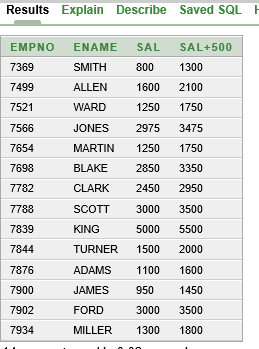 Results Explain Describe Saved SQL
EMPNO ENAME SAL SAL+500
7369 SMITH 800 1300
7499 ALLEN 1600 2100
7521 WARD 1250 1750
7566 JONES 2975 3475
7654 MARTIN 1250 1750
7698 BLAKE 2850 3350
7782 CLARK 2450 2950
7788 SCOTT 3000 3500
7839 KING 5000 5500
7844 TURNER 1500 2000
7876 ADAMS 1100 1600
7900 JAMES 950 1450
7902 FORD 3000 3500
7934 MILLER 1300 1800